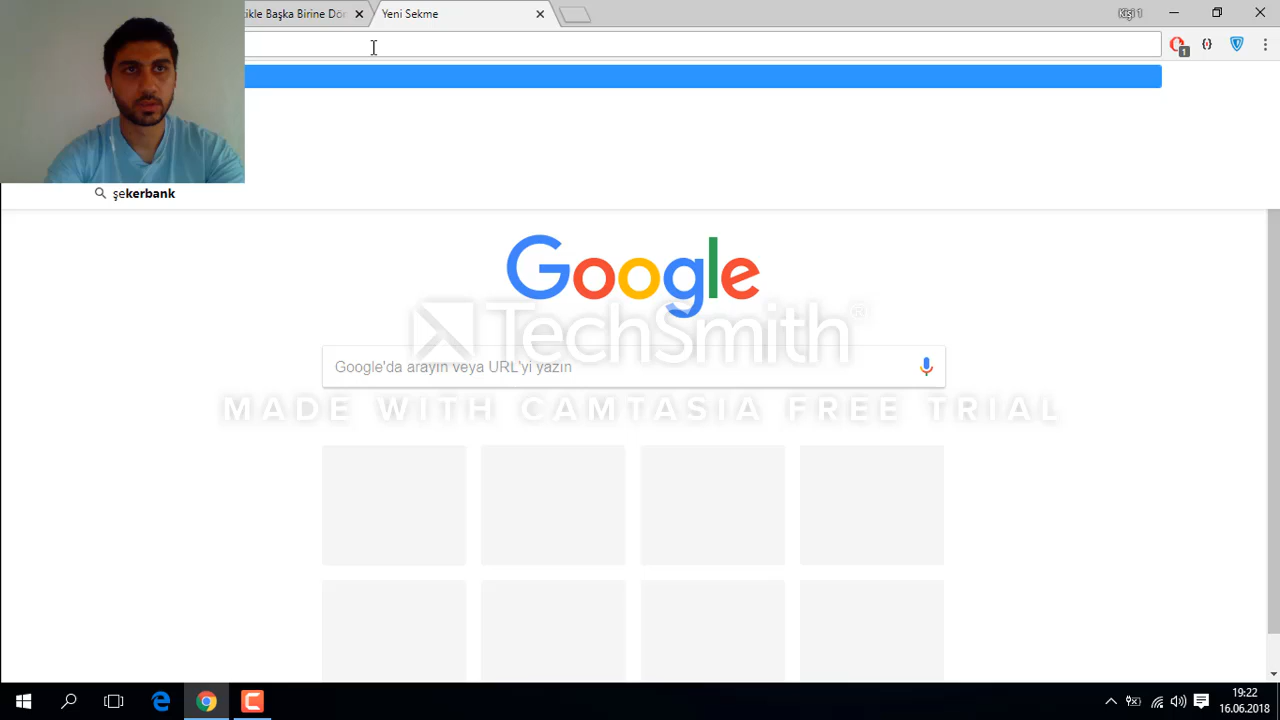 ikle Başka Birine Dön
Yeni Sekme
Kişi 1
1
şekerbank
Google
TechSmith®
Google'da arayın veya URL'yi yazın
MADE WITH CAMTASIA FREE TRIAL
19:22
16.06.2018